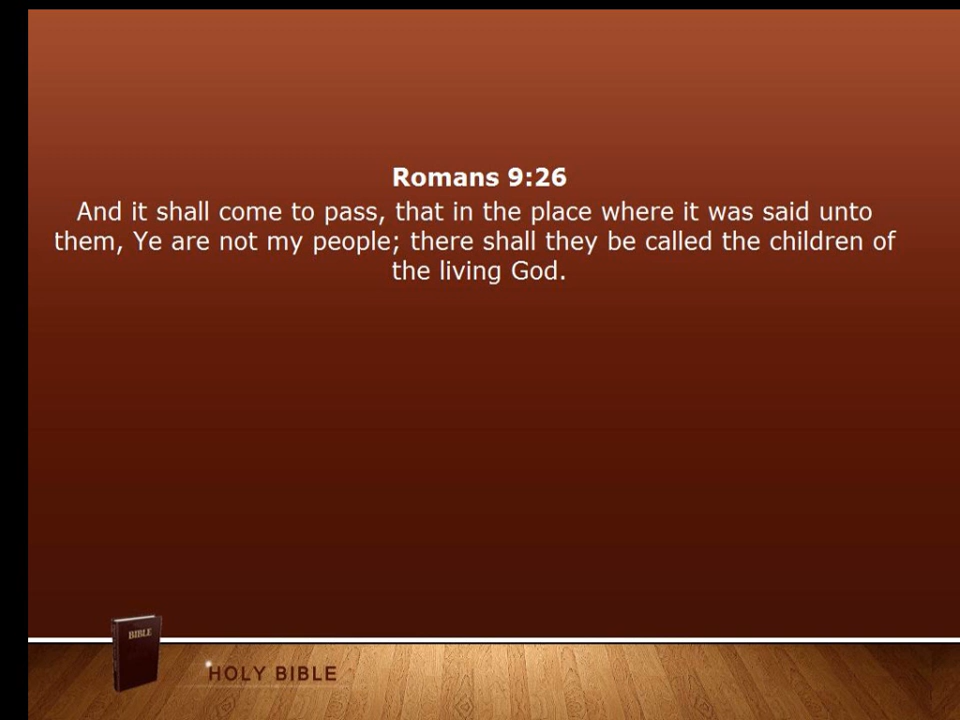 Romans 9:26
And it shall come to pass, that in the place where it was said unto
them, Ye are not my people; there shall they be called the children of
the living God.
BIBLE
HOLY BIBLE